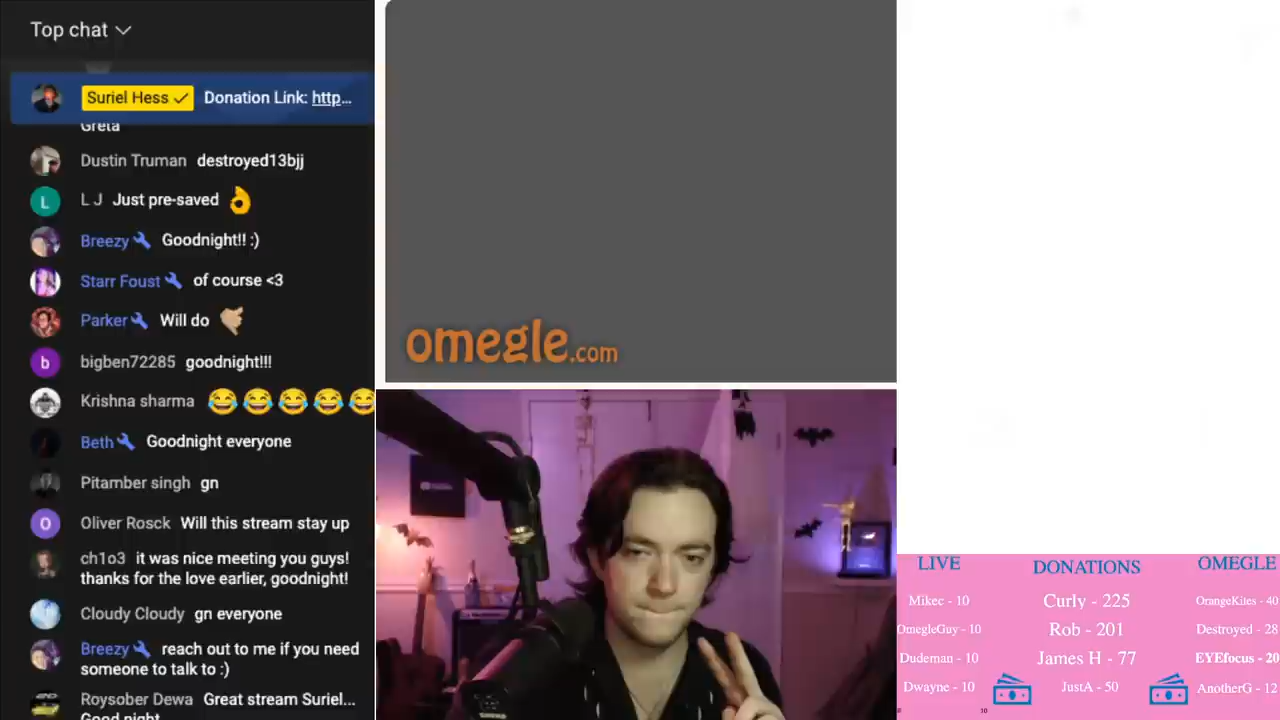 Top chat
Suriel Hess Donation Link: http...
Greta
Dustin Truman destroyed13bjj
L J Just pre-saved 👌
Breezy Goodnight!! :)
Starr Foust of course <3
Parker Will do 🤙🏼
bigben72285 goodnight!!!
Krishna sharma 😂😂😂😂😂
Beth Goodnight everyone
Pitamber singh gn
Oliver Rosck Will this stream stay up
ch1o3 it was nice meeting you guys!
thanks for the love earlier, goodnight!
Cloudy Cloudy gn everyone
Breezy reach out to me if you need
someone to talk to :)
Roysober Dewa Great stream Suriel...
Good night
L
b
O
omegle.com
LIVE
Mikec - 10
OmegleGuy - 10
Dudeman - 10
Dwayne - 10
DONATIONS
Curly - 225
Rob - 201
James H - 77
JustA - 50
OMEGLE
OrangeKites - 40
Destroyed - 28
EYEfocus - 20
AnotherG - 12